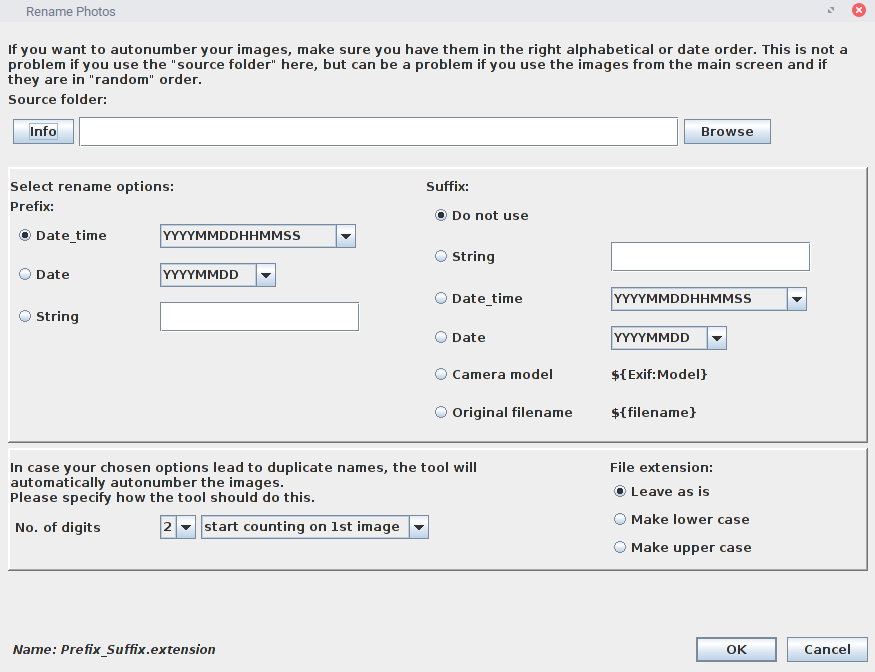 Rename Photos
If you want to autonumber your images, make sure you have them in the right alphabetical or date order. This is not a
problem if you use the "source folder" here, but can be a problem if you use the images from the main screen and if
they are in "random" order.
Source folder:
Info
Browse
Select rename options:
Prefix:
Date_time YYYYMMDDHHMMSS
Date YYYYMMDD
String
Suffix:
Do not use
String
Date_time YYYYMMDDHHMMSS
Date YYYYMMDD
Camera model ${Exif:Model}
Original filename ${filename}
In case your chosen options lead to duplicate names, the tool will
automatically autonumber the images.
Please specify how the tool should do this.
No. of digits 2 start counting on 1st image
File extension:
Leave as is
Make lower case
Make upper case
Name: Prefix_Suffix.extension
OK
Cancel